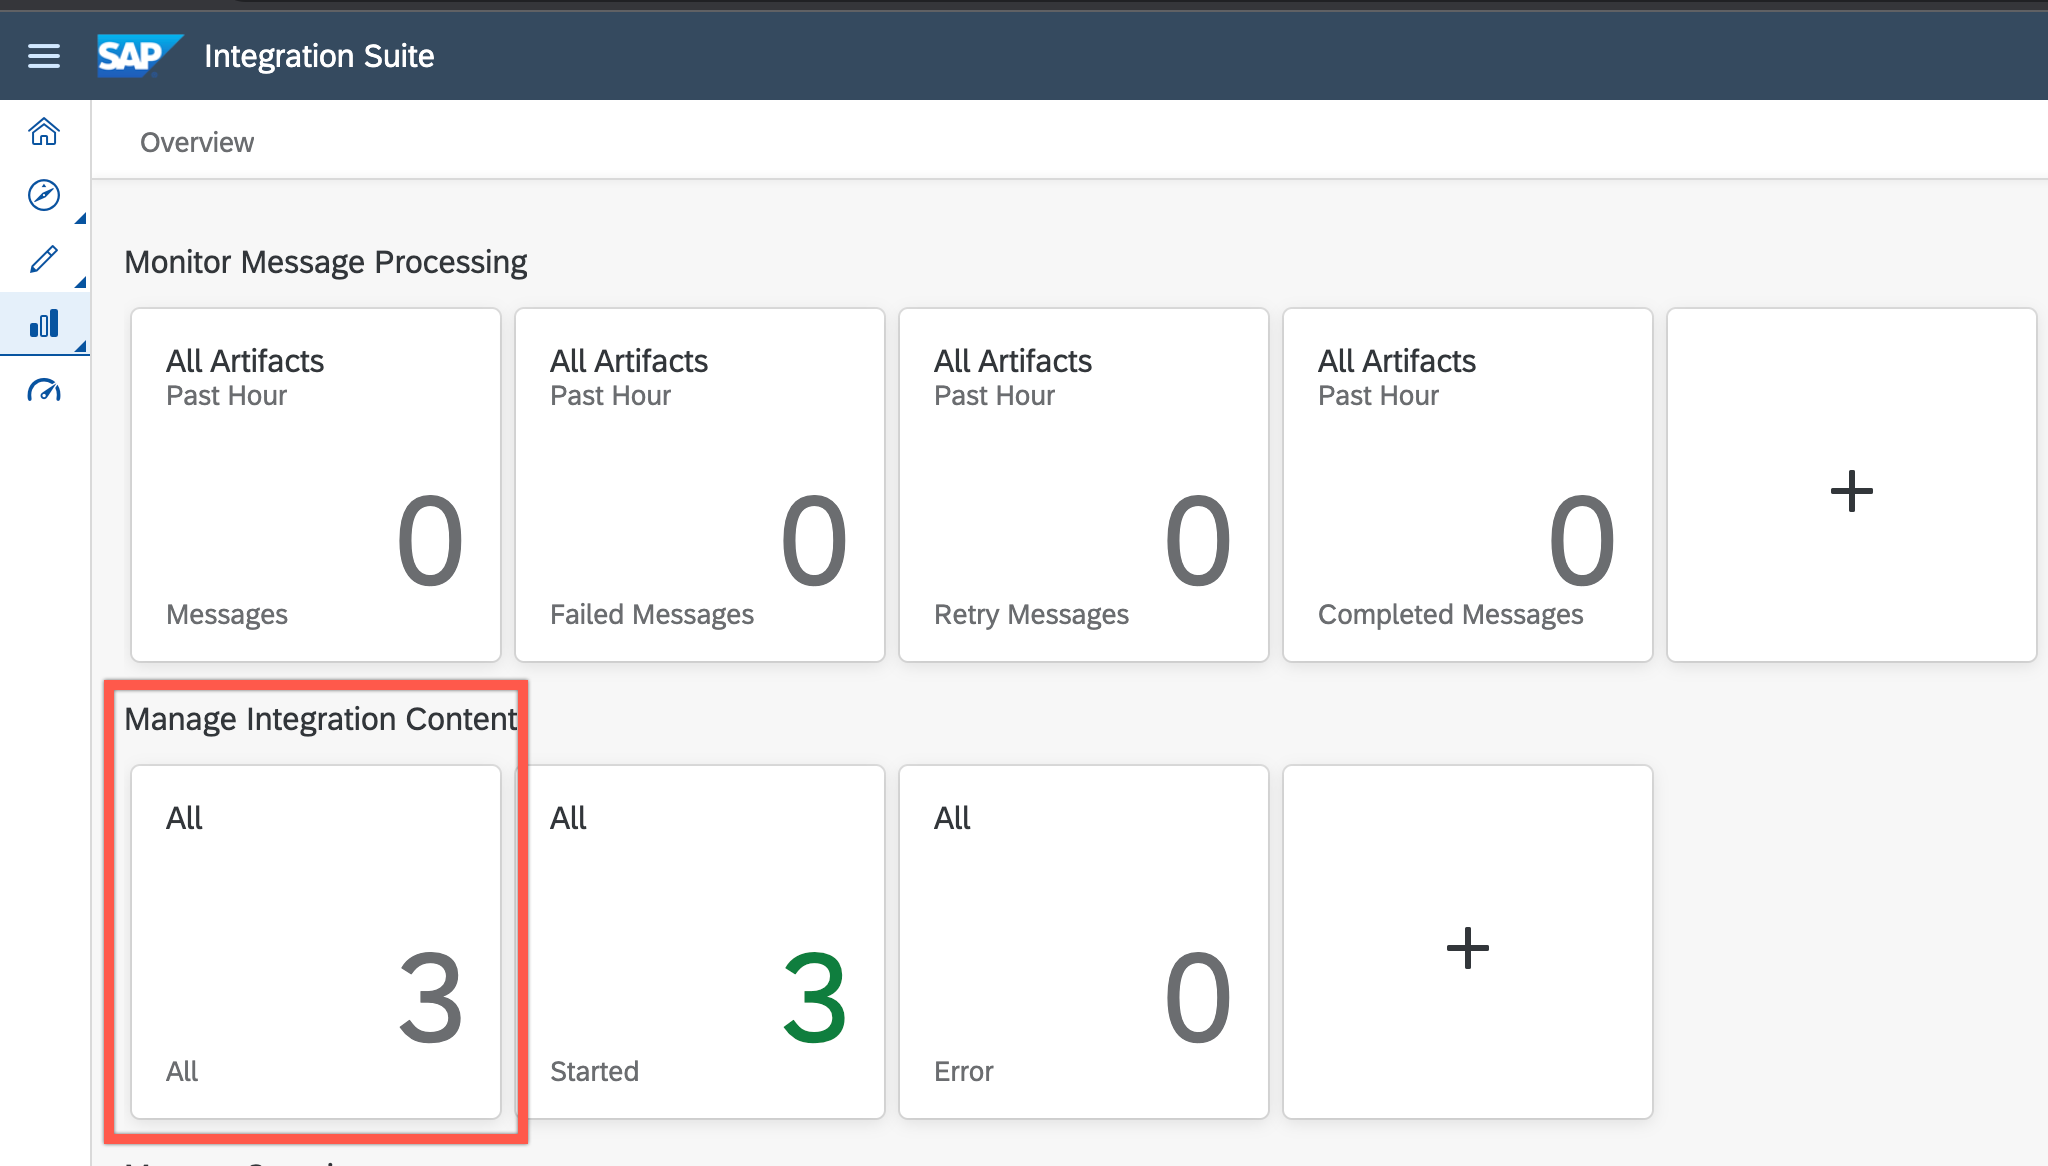 SAP Integration Suite
Overview
Monitor Message Processing
All Artifacts
Past Hour
0
Messages
All Artifacts
Past Hour
0
Failed Messages
All Artifacts
Past Hour
0
Retry Messages
All Artifacts
Past Hour
0
Completed Messages
+
Manage Integration Content
All
3
All
All
3
Started
All
0
Error
+